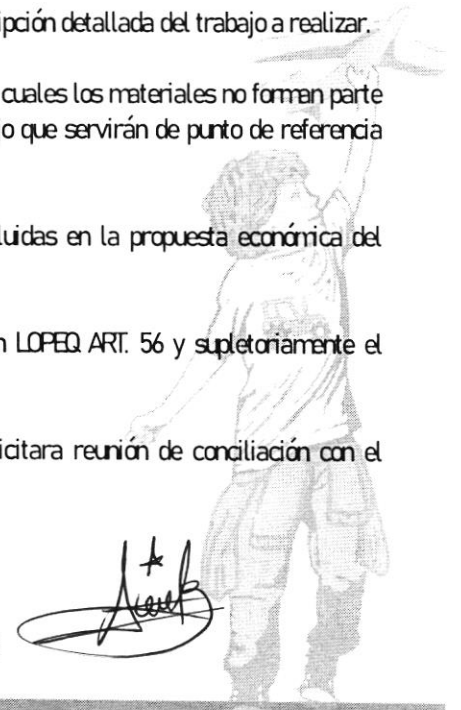 ipción detallada del trabajo a realizar.
cuales los materiales no forman parte
o que servirán de punto de referencia
luidas en la propuesta económica del
n LOPEQ ART. 56 y supletoriamente el
icitara reunión de conciliación con el